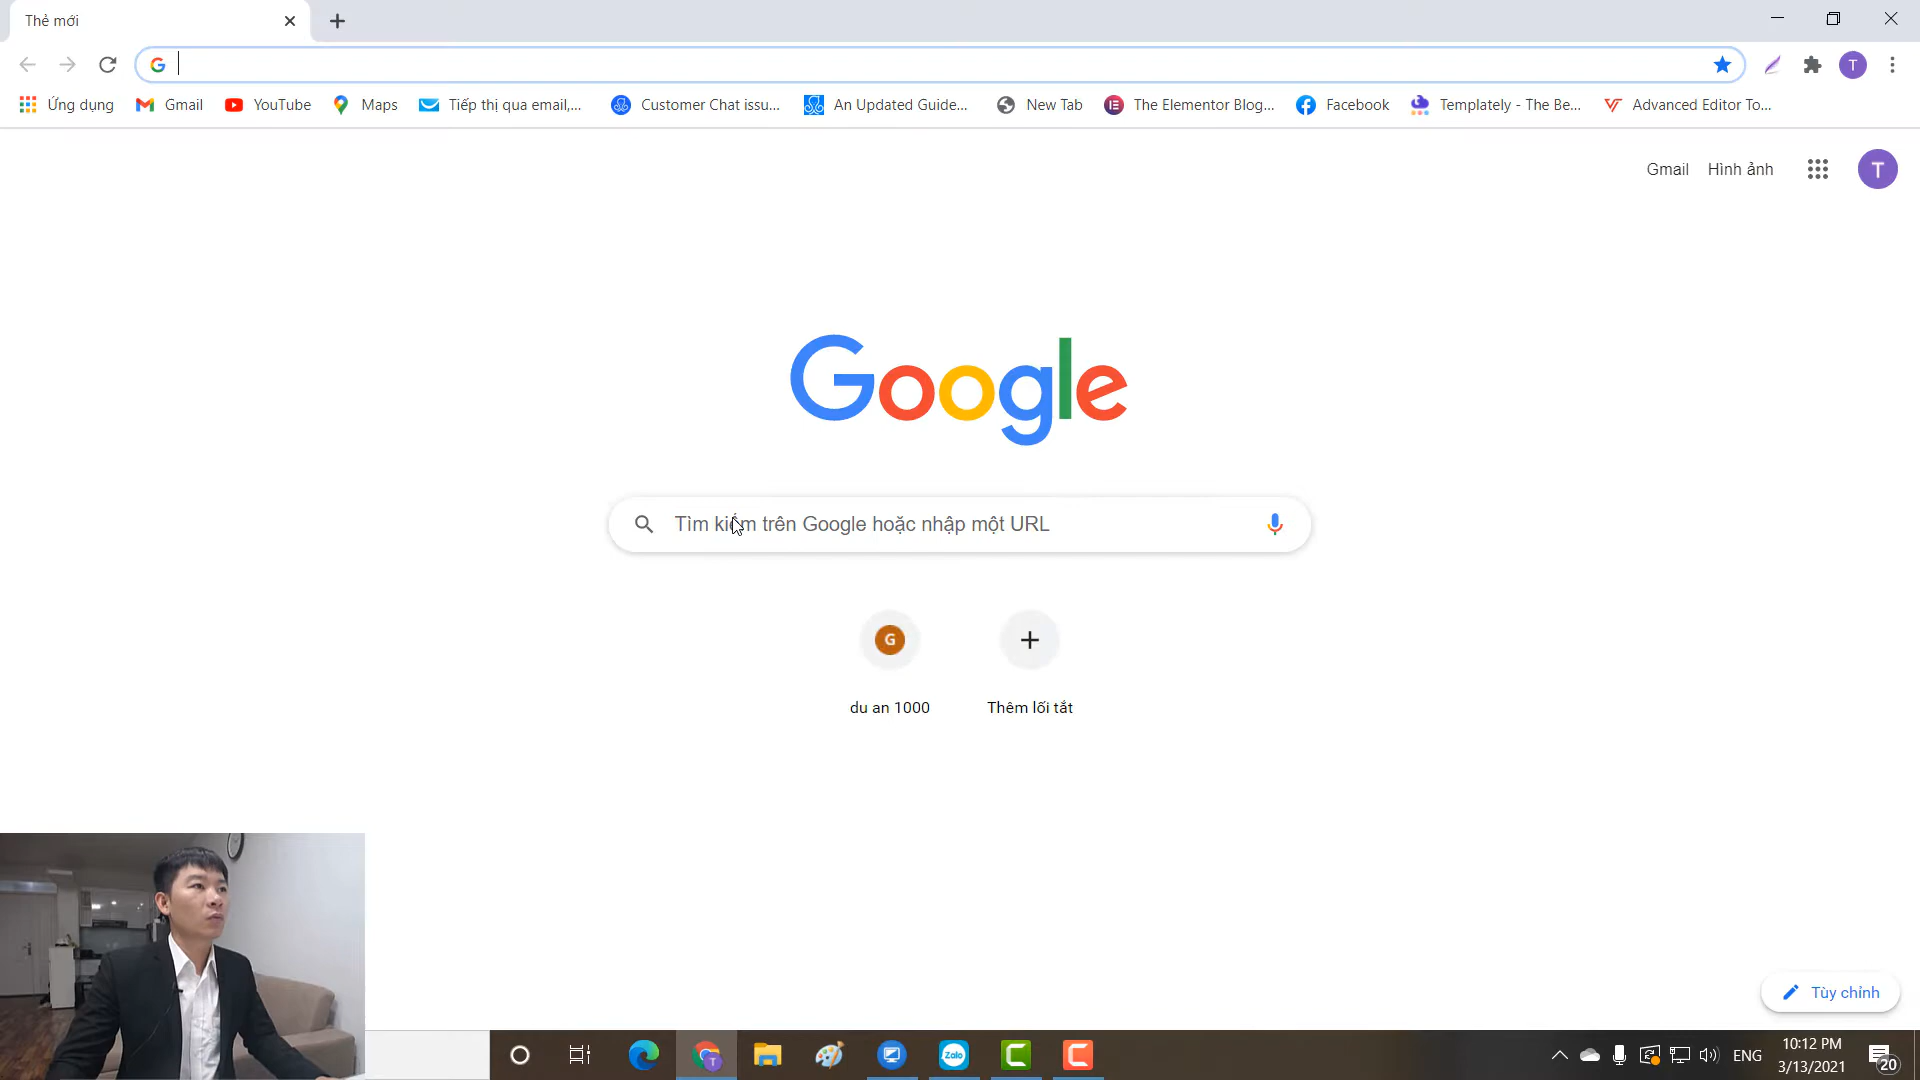 Thẻ mới
Ứng dụng
Gmail
YouTube
Maps
Tiếp thị qua email,...
Customer Chat issu...
An Updated Guide...
New Tab
The Elementor Blog...
Facebook
Templately - The Be...
Advanced Editor To...
Gmail
Hình ảnh
T
Google
Tìm kiếm trên Google hoặc nhập một URL
G
du an 1000
Thêm lối tắt
Tùy chỉnh
Zalo
ENG
10:12 PM
3/13/2021
20